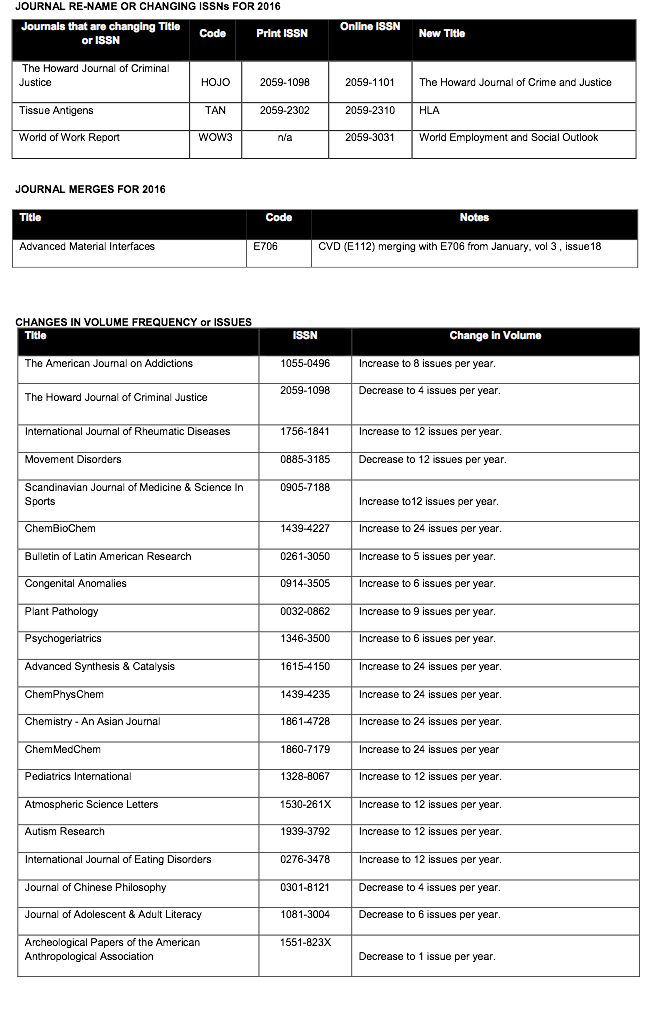 JOURNAL RE-NAME OR CHANGING ISSNs FOR 2016
Journals that are changing Title or ISSN Code Print ISSN Online ISSN New Title
The Howard Journal of Criminal Justice HOJO 2059-1098 2059-1101 The Howard Journal of Crime and Justice
Tissue Antigens TAN 2059-2302 2059-2310 HLA
World of Work Report WOW3 n/a 2059-3031 World Employment and Social Outlook
JOURNAL MERGES FOR 2016
Title Code Notes
Advanced Material Interfaces E706 CVD (E112) merging with E706 from January, vol 3 , issue18
CHANGES IN VOLUME FREQUENCY or ISSUES
Title ISSN Change in Volume
The American Journal on Addictions 1055-0496 Increase to 8 issues per year.
The Howard Journal of Criminal Justice 2059-1098 Decrease to 4 issues per year.
International Journal of Rheumatic Diseases 1756-1841 Increase to 12 issues per year.
Movement Disorders 0885-3185 Decrease to 12 issues per year.
Scandinavian Journal of Medicine & Science In Sports 0905-7188 Increase to12 issues per year.
ChemBioChem 1439-4227 Increase to 24 issues per year.
Bulletin of Latin American Research 0261-3050 Increase to 5 issues per year.
Congenital Anomalies 0914-3505 Increase to 6 issues per year.
Plant Pathology 0032-0862 Increase to 9 issues per year.
Psychogeriatrics 1346-3500 Increase to 6 issues per year.
Advanced Synthesis & Catalysis 1615-4150 Increase to 24 issues per year.
ChemPhysChem 1439-4235 Increase to 24 issues per year.
Chemistry - An Asian Journal 1861-4728 Increase to 24 issues per year.
ChemMedChem 1860-7179 Increase to 24 issues per year
Pediatrics International 1328-8067 Increase to 12 issues per year.
Atmospheric Science Letters 1530-261X Increase to 12 issues per year.
Autism Research 1939-3792 Increase to 12 issues per year.
International Journal of Eating Disorders 0276-3478 Increase to 12 issues per year.
Journal of Chinese Philosophy 0301-8121 Decrease to 4 issues per year.
Journal of Adolescent & Adult Literacy 1081-3004 Decrease to 6 issues per year.
Archeological Papers of the American Anthropological Association 1551-823X Decrease to 1 issue per year.